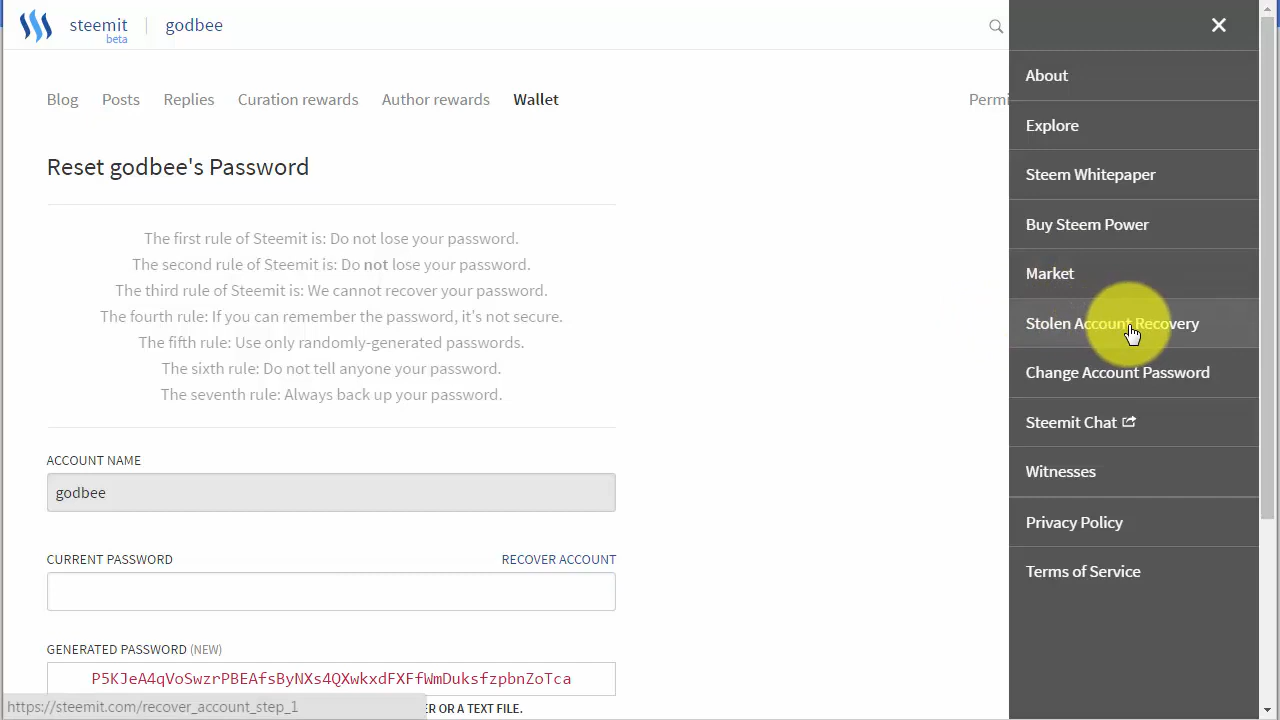 steemit
beta
godbee
Blog
Posts
Replies
Curation rewards
Author rewards
Wallet
Permi
Reset godbee's Password
The first rule of Steemit is: Do not lose your password.
The second rule of Steemit is: Do not lose your password.
The third rule of Steemit is: We cannot recover your password.
The fourth rule: If you can remember the password, it's not secure.
The fifth rule: Use only randomly-generated passwords.
The sixth rule: Do not tell anyone your password.
The seventh rule: Always back up your password.
ACCOUNT NAME
godbee
CURRENT PASSWORD
RECOVER ACCOUNT
GENERATED PASSWORD (NEW)
P5KJeA4qVoSwzrPBEAfsByNXs4QXwkxdFXFfWmDuksfzpbnZoTca
ER OR A TEXT FILE.
https://steemit.com/recover_account_step_1
About
Explore
Steem Whitepaper
Buy Steem Power
Market
Stolen Account Recovery
Change Account Password
Steemit Chat
Witnesses
Privacy Policy
Terms of Service